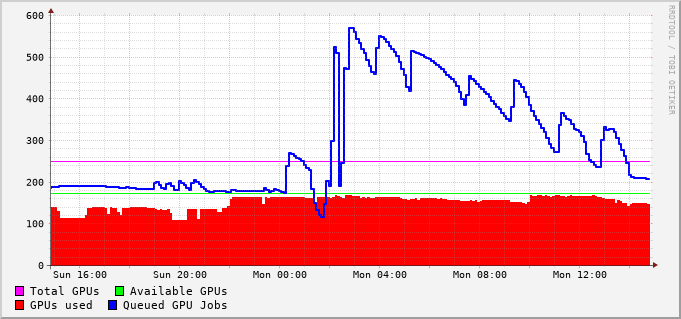 600
500
400
300
200
100
0
Sun 16:00 Sun 20:00 Mon 00:00 Mon 04:00 Mon 08:00 Mon 12:00
Total GPUs Available GPUs
GPUs used Queued GPU Jobs
RRDTOOL / TOBI OETIKER